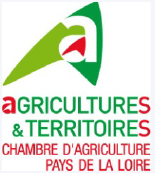 aGRICULTURES
& TERRITOIRES
CHAMBRE D'AGRICULTURE
PAYS DE LA LOIRE